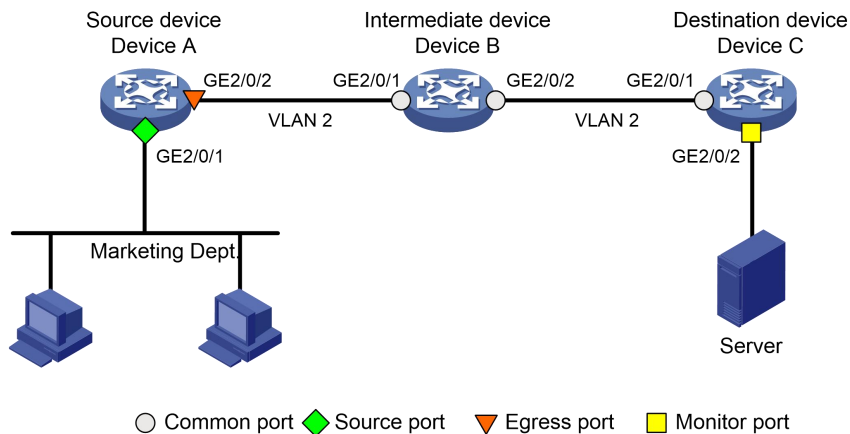 Source device
Device A
Intermediate device
Device B
Destination device
Device C
GE2/0/2
GE2/0/1
GE2/0/2
GE2/0/1
VLAN 2
VLAN 2
GE2/0/1
GE2/0/2
Marketing Dept.
Server
Common port
Source port
Egress port
Monitor port